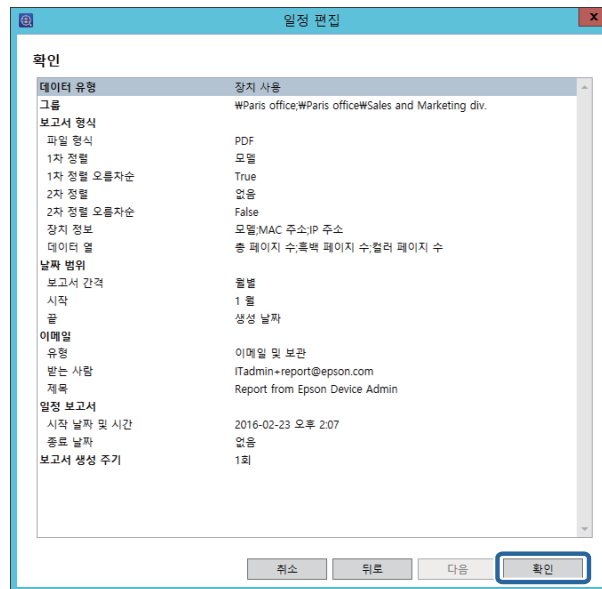 일정 편집
x
확인
데이터 유형 장치 사용
그룹 ₩Paris office;₩Paris office₩Sales and Marketing div.
보고서 형식
파일 형식 PDF
1차 정렬 모델
1차 정렬 오름차순 True
2차 정렬 없음
2차 정렬 오름차순 False
장치 정보 모델;MAC 주소;IP 주소
데이터 열 총 페이지 수;흑백 페이지 수;컬러 페이지 수
날짜 범위
보고서 간격 월별
시작 1 월
끝 생성 날짜
이메일
유형 이메일 및 보관
받는 사람 ITadmin+report@epson.com
제목 Report from Epson Device Admin
일정 보고서
시작 날짜 및 시간 2016-02-23 오후 2:07
종료 날짜 없음
보고서 생성 주기 1회
취소 뒤로 다음 확인